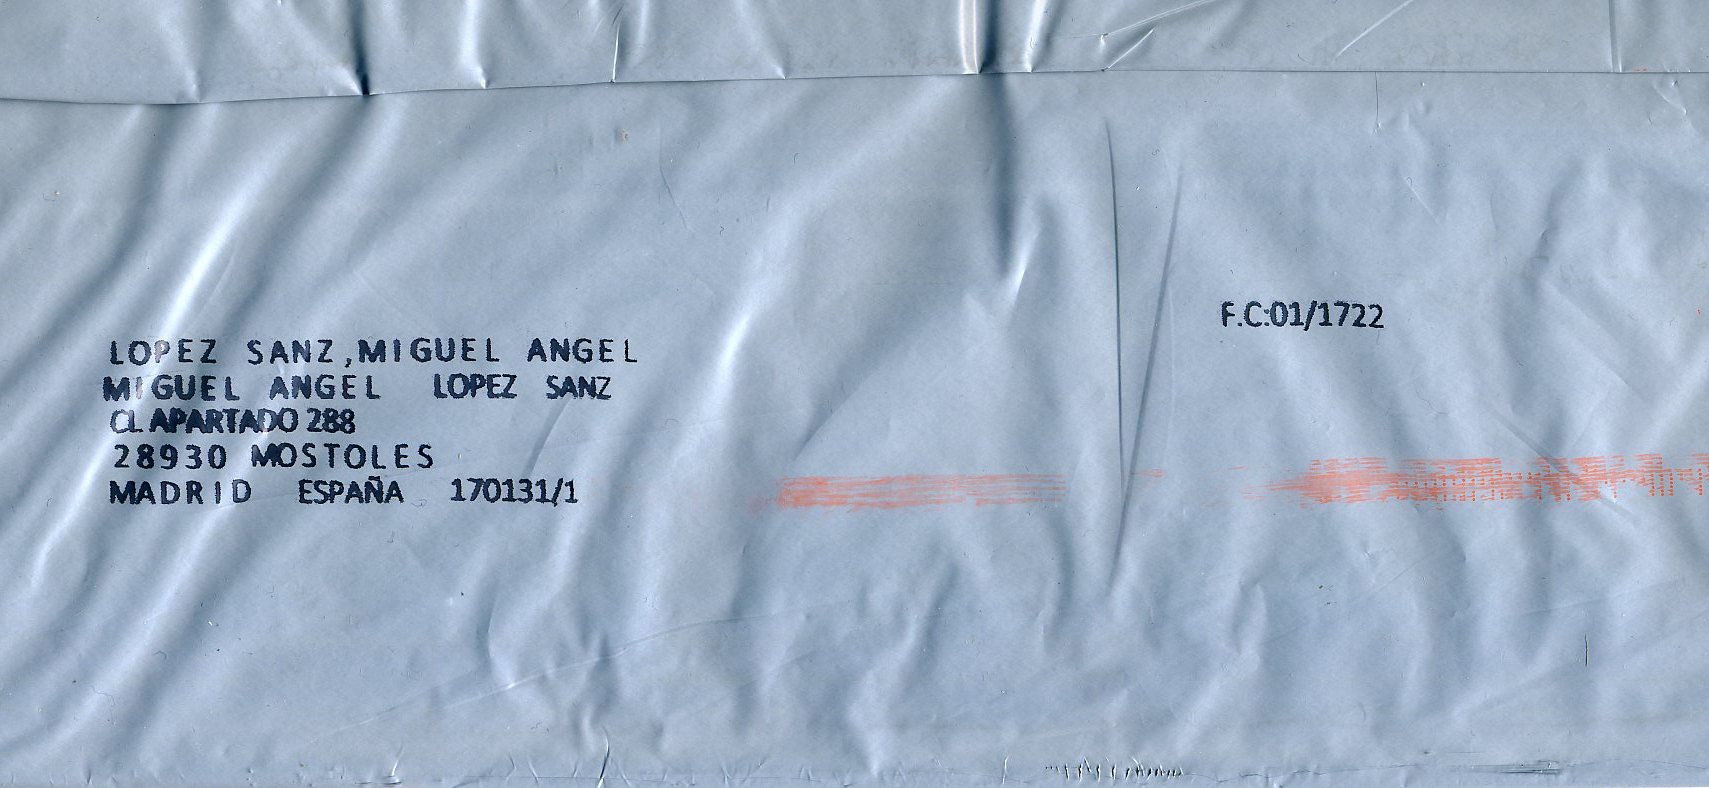 F.C:01/1722
LOPEZ SANZ,MIGUEL ANGEL
MIGUEL ANGEL LOPEZ SANZ
CL APARTADO 288
28930 MOSTOLES
MADRID ESPAÑA 170131/1